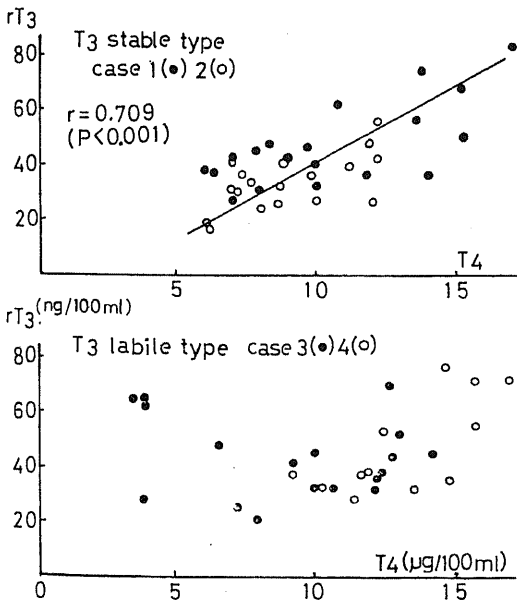 rT3
80
T3 stable type
case 1(●) 2(○)
60
r=0.709
(P<0.001)
40
20
T4
5 10 15
rT3 (ng/100ml)
80
T3 labile type case 3(●)4(○)
60
40
20
T4 (µg/100ml)
0 5 10 15